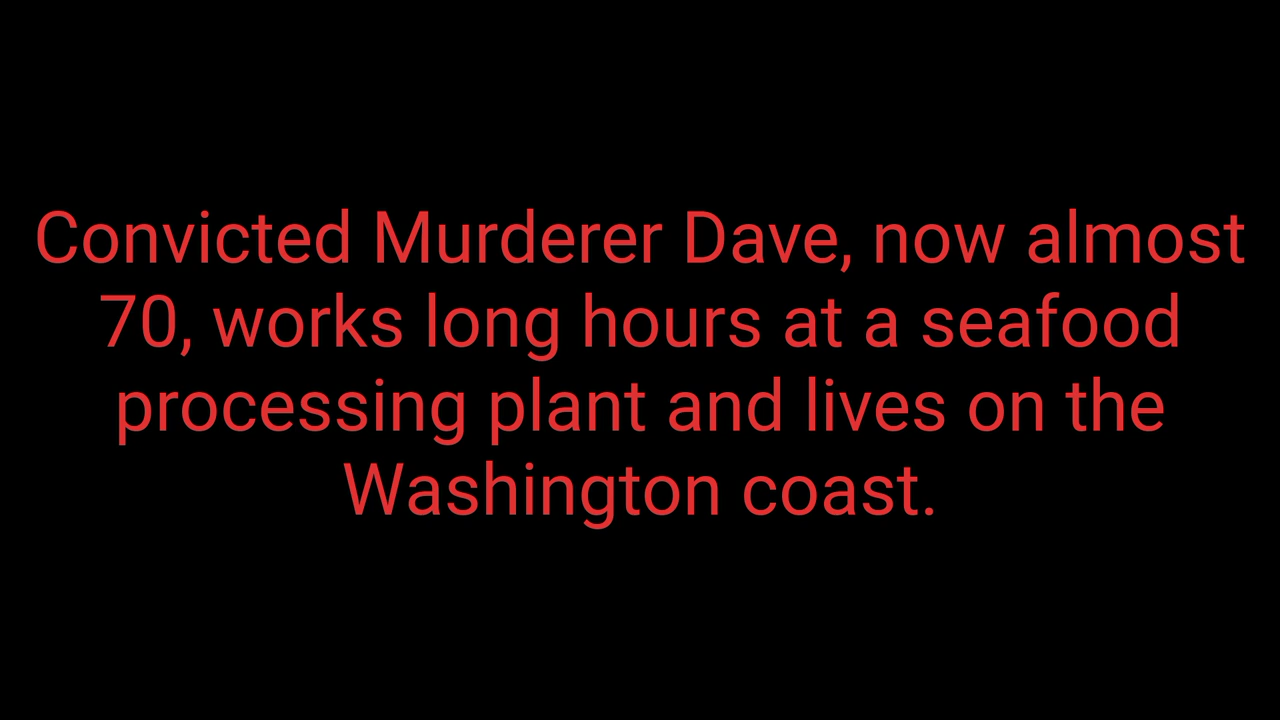 Convicted Murderer Dave, now almost
70, works long hours at a seafood
processing plant and lives on the
Washington coast.